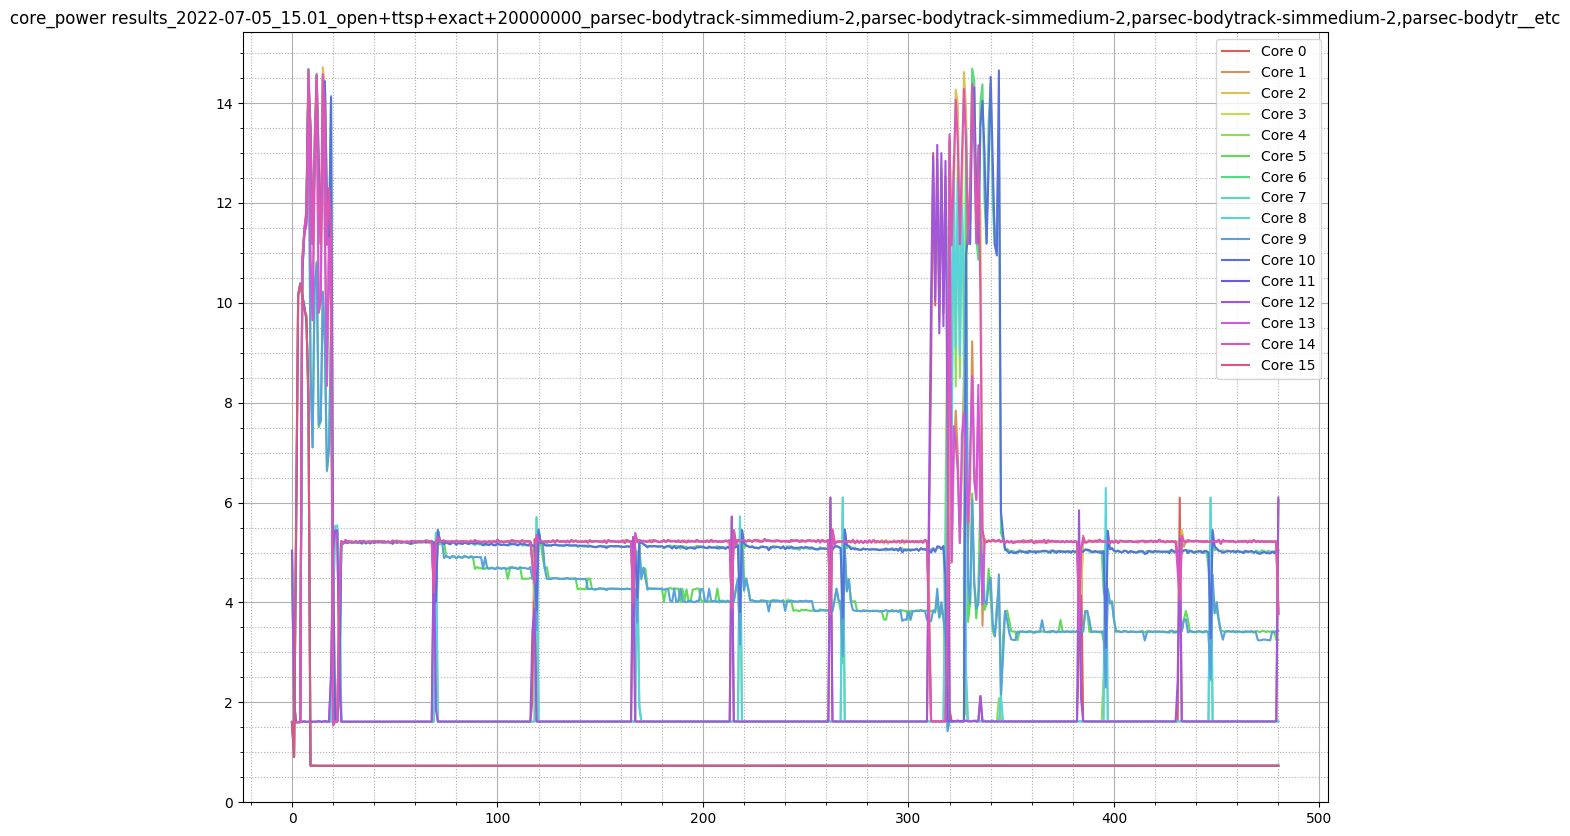 core_power results_2022-07-05_15.01_open+ttsp+exact+20000000_parsec-bodytrack-simmedium-2,parsec-bodytrack-simmedium-2,parsec-bodytrack-simmedium-2,parsec-bodytr__etc
Core 0
Core 1
Core 2
Core 3
Core 4
Core 5
Core 6
Core 7
Core 8
Core 9
Core 10
Core 11
Core 12
Core 13
Core 14
Core 15
14
12
10
8
6
4
2
0
0 100 200 300 400 500